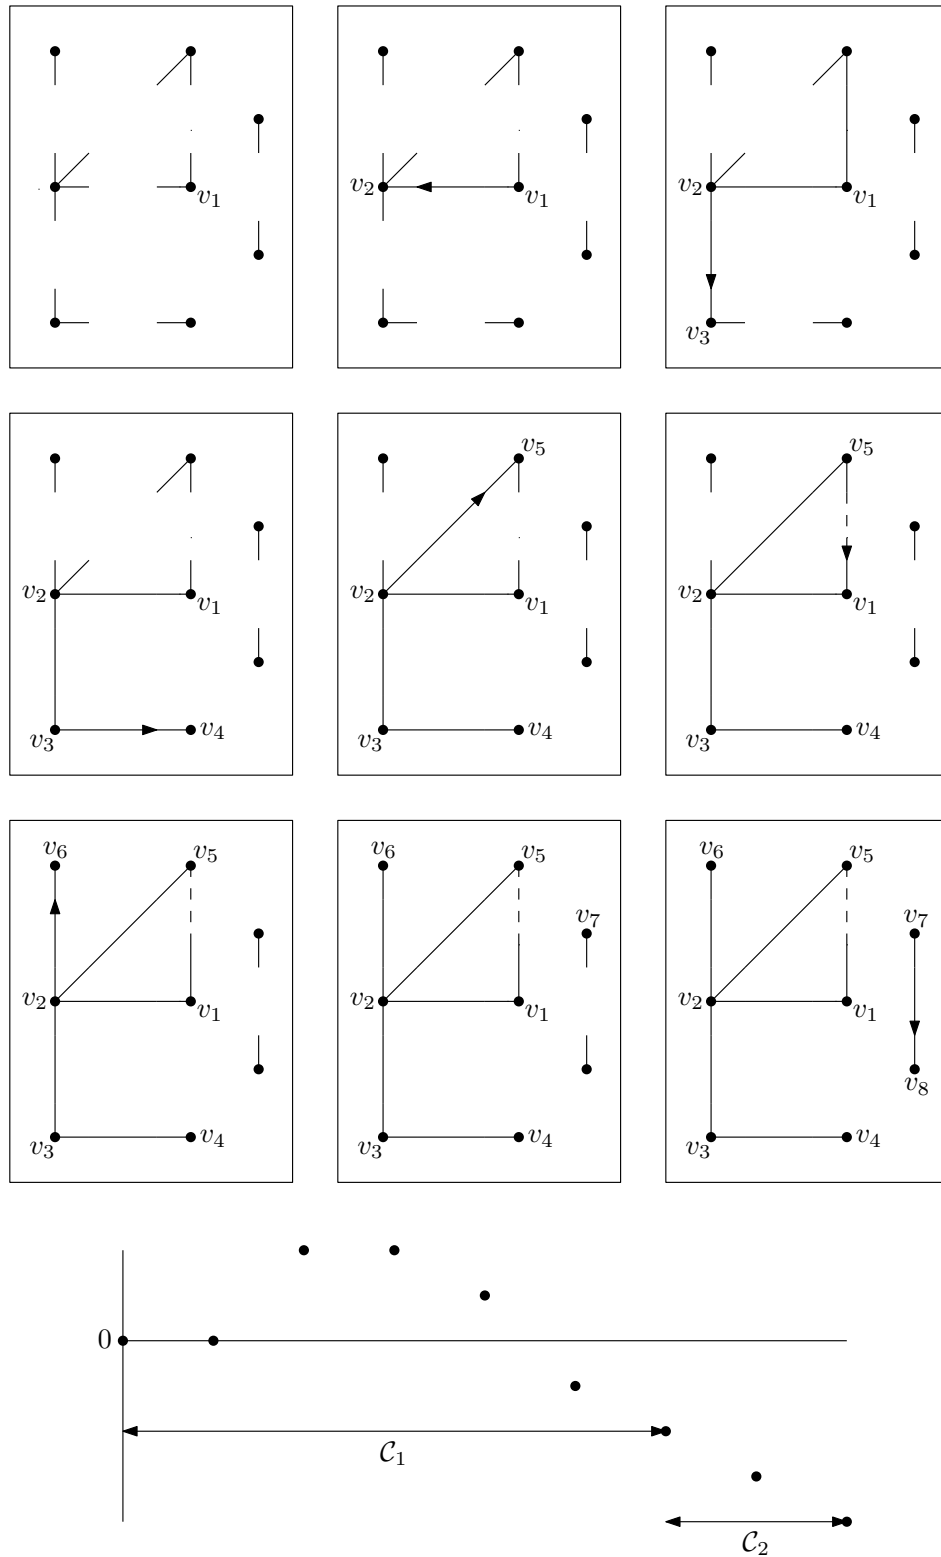 v₁
v₂ v₁
v₂ v₁
v₃
v₂ v₁
v₃ v₄
v₅
v₂ v₁
v₃ v₄
v₅
v₂ v₁
v₃ v₄
v₆ v₅
v₂ v₁
v₃ v₄
v₆ v₅
v₇
v₂ v₁
v₃ v₄
v₆ v₅
v₇
v₂ v₁
v₈
v₃ v₄
0
𝒞₁
𝒞₂